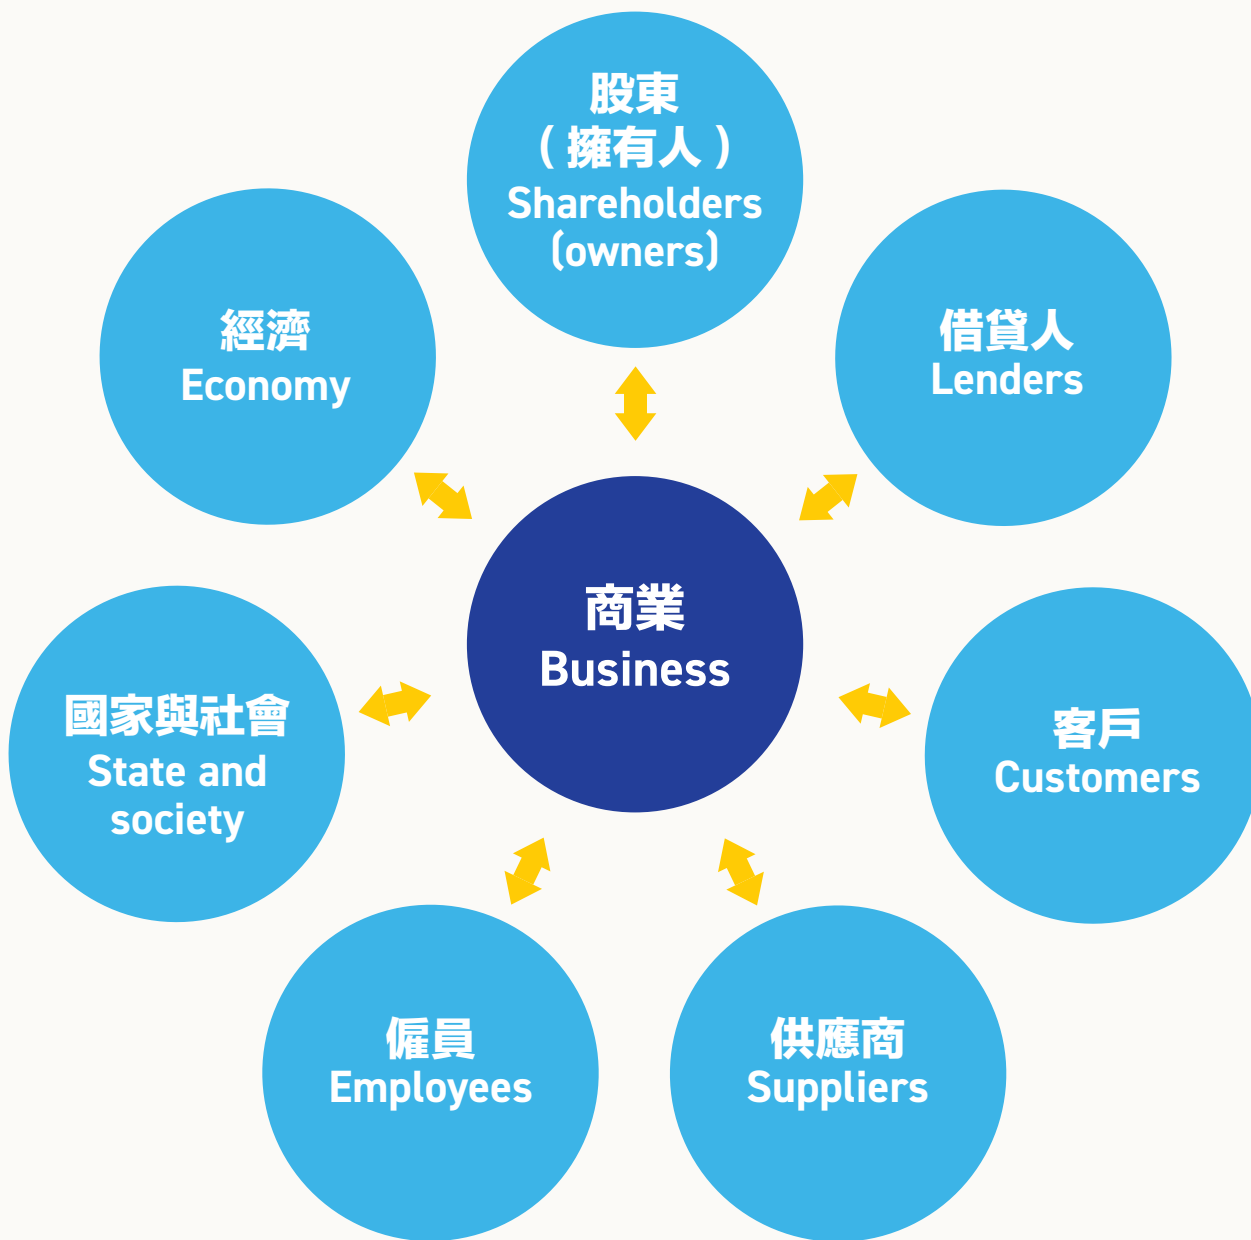 股東
(擁有人)
Shareholders
(owners)
經濟
Economy
借貸人
Lenders
商業
Business
國家與社會
State and
society
客戶
Customers
僱員
Employees
供應商
Suppliers